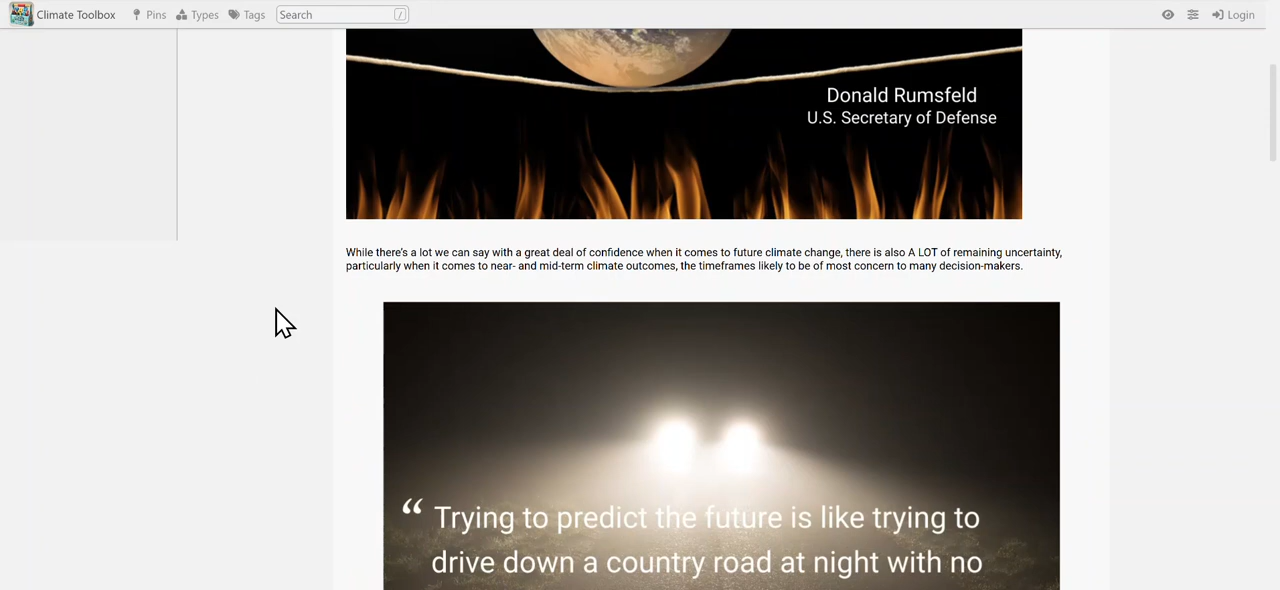 Climate Toolbox Pins Types Tags Search / Login
Donald Rumsfeld
U.S. Secretary of Defense
While there's a lot we can say with a great deal of confidence when it comes to future climate change, there is also A LOT of remaining uncertainty,
particularly when it comes to near- and mid-term climate outcomes, the timeframes likely to be of most concern to many decision-makers.
“ Trying to predict the future is like trying to
drive down a country road at night with no